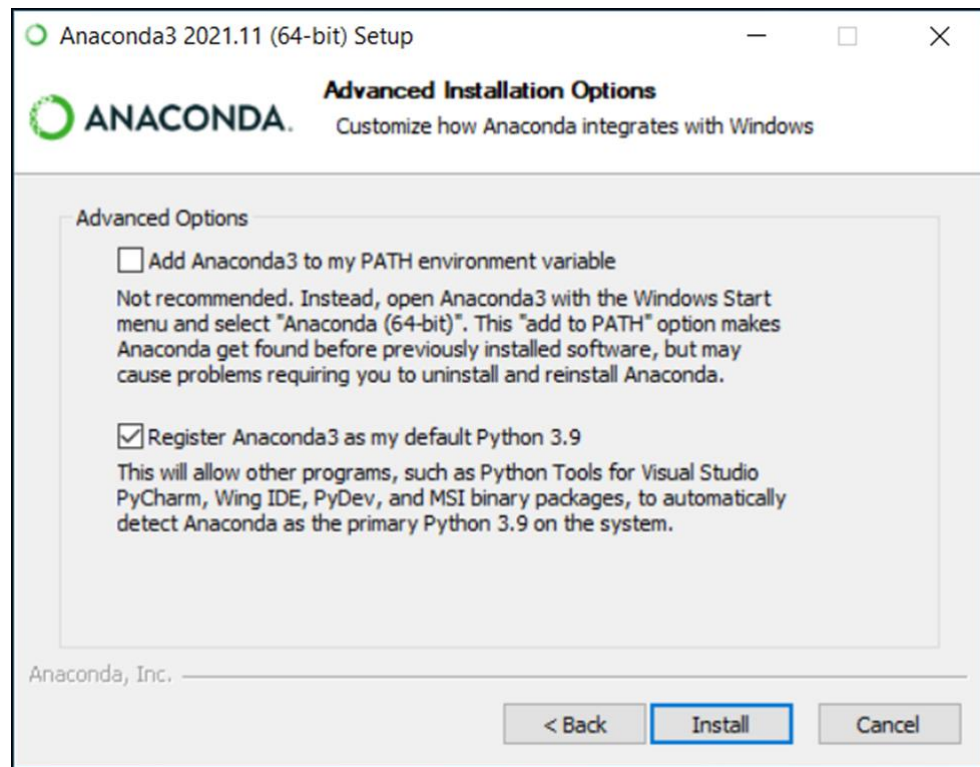 Anaconda3 2021.11 (64-bit) Setup
ANACONDA.
Advanced Installation Options
Customize how Anaconda integrates with Windows
Advanced Options
Add Anaconda3 to my PATH environment variable
Not recommended. Instead, open Anaconda3 with the Windows Start
menu and select "Anaconda (64-bit)". This "add to PATH" option makes
Anaconda get found before previously installed software, but may
cause problems requiring you to uninstall and reinstall Anaconda.
Register Anaconda3 as my default Python 3.9
This will allow other programs, such as Python Tools for Visual Studio
PyCharm, Wing IDE, PyDev, and MSI binary packages, to automatically
detect Anaconda as the primary Python 3.9 on the system.
Anaconda, Inc.
< Back Install Cancel